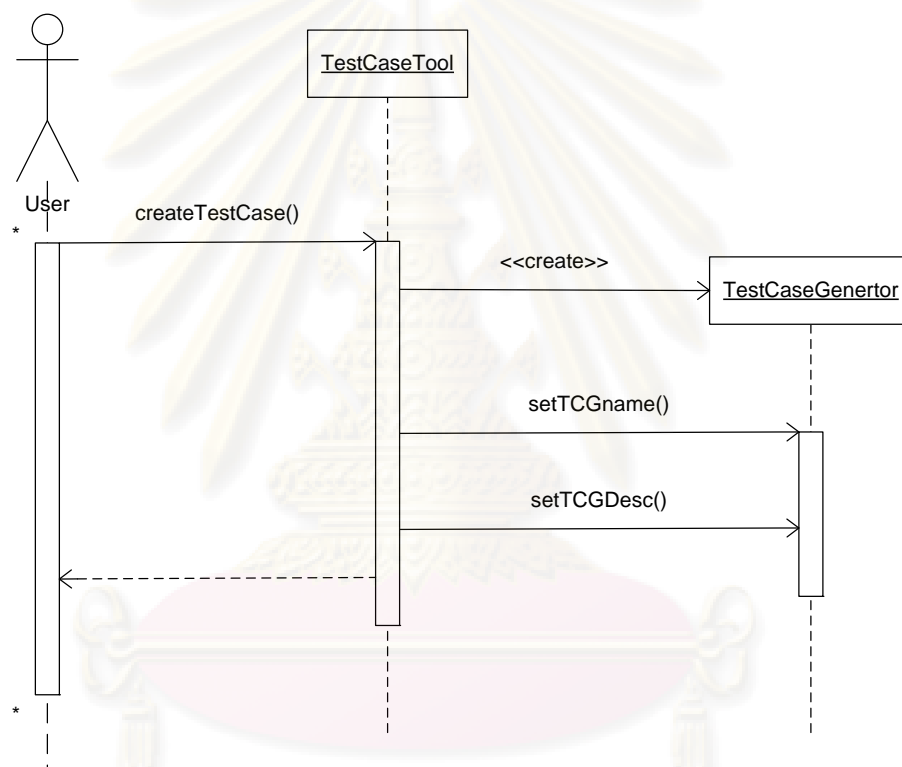 TestCaseTool
User
*
createTestCase()
<<create>>
TestCaseGenertor
setTCGname()
setTCGDesc()
*